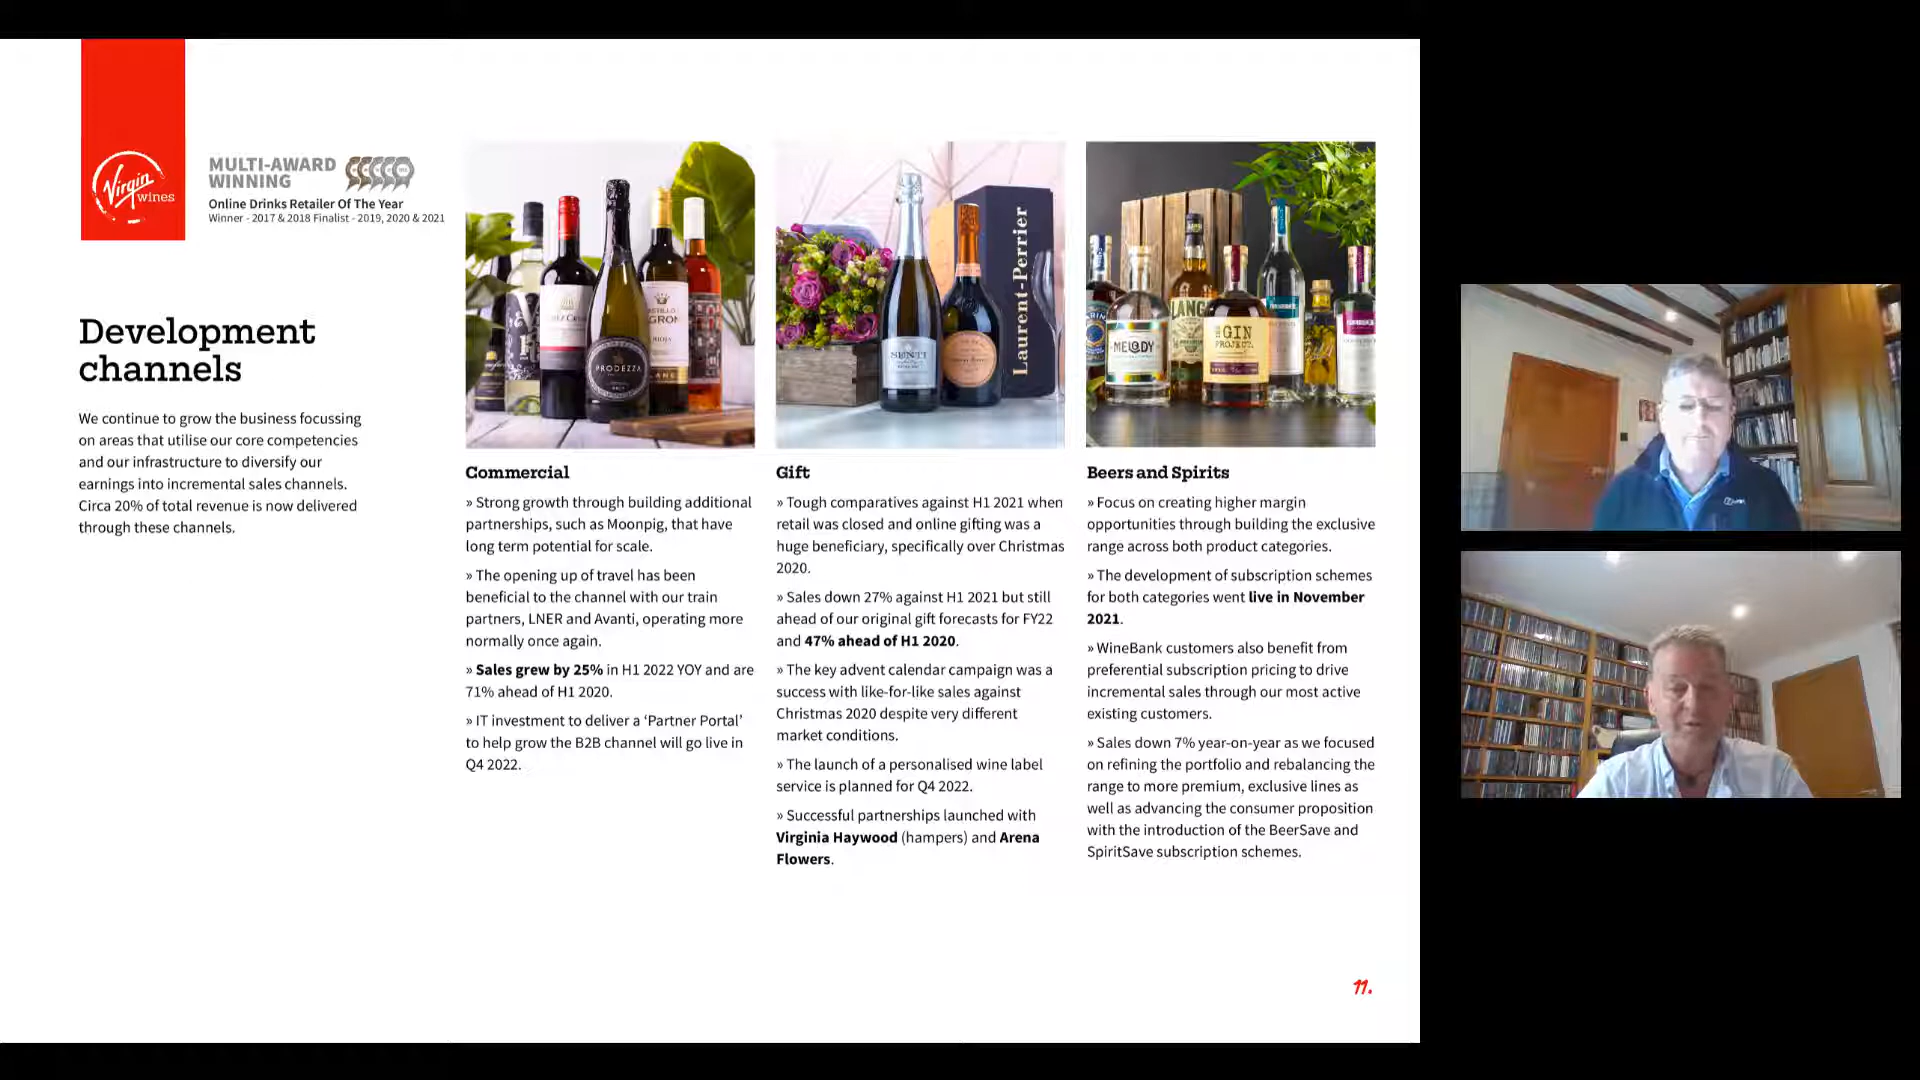 Virgin
wines
MULTI-AWARD
WINNING
Online Drinks Retailer Of The Year
Winner - 2017 & 2018 Finalist - 2019, 2020 & 2021
Development
channels
We continue to grow the business focussing
on areas that utilise our core competencies
and our infrastructure to diversify our
earnings into incremental sales channels.
Circa 20% of total revenue is now delivered
through these channels.
PRODEZZA
Commercial
» Strong growth through building additional
partnerships, such as Moonpig, that have
long term potential for scale.
» The opening up of travel has been
beneficial to the channel with our train
partners, LNER and Avanti, operating more
normally once again.
» Sales grew by 25% in H1 2022 YOY and are
71% ahead of H1 2020.
» IT investment to deliver a ‘Partner Portal’
to help grow the B2B channel will go live in
Q4 2022.
SENTI
Laurent-Perrier
Gift
» Tough comparatives against H1 2021 when
retail was closed and online gifting was a
huge beneficiary, specifically over Christmas
2020.
» Sales down 27% against H1 2021 but still
ahead of our original gift forecasts for FY22
and 47% ahead of H1 2020.
» The key advent calendar campaign was a
success with like-for-like sales against
Christmas 2020 despite very different
market conditions.
» The launch of a personalised wine label
service is planned for Q4 2022.
» Successful partnerships launched with
Virginia Haywood (hampers) and Arena
Flowers.
MELODY
GIN
PROJECT.
Beers and Spirits
» Focus on creating higher margin
opportunities through building the exclusive
range across both product categories.
» The development of subscription schemes
for both categories went live in November
2021.
» WineBank customers also benefit from
preferential subscription pricing to drive
incremental sales through our most active
existing customers.
» Sales down 7% year-on-year as we focused
on refining the portfolio and rebalancing the
range to more premium, exclusive lines as
well as advancing the consumer proposition
with the introduction of the BeerSave and
SpiritSave subscription schemes.
11.